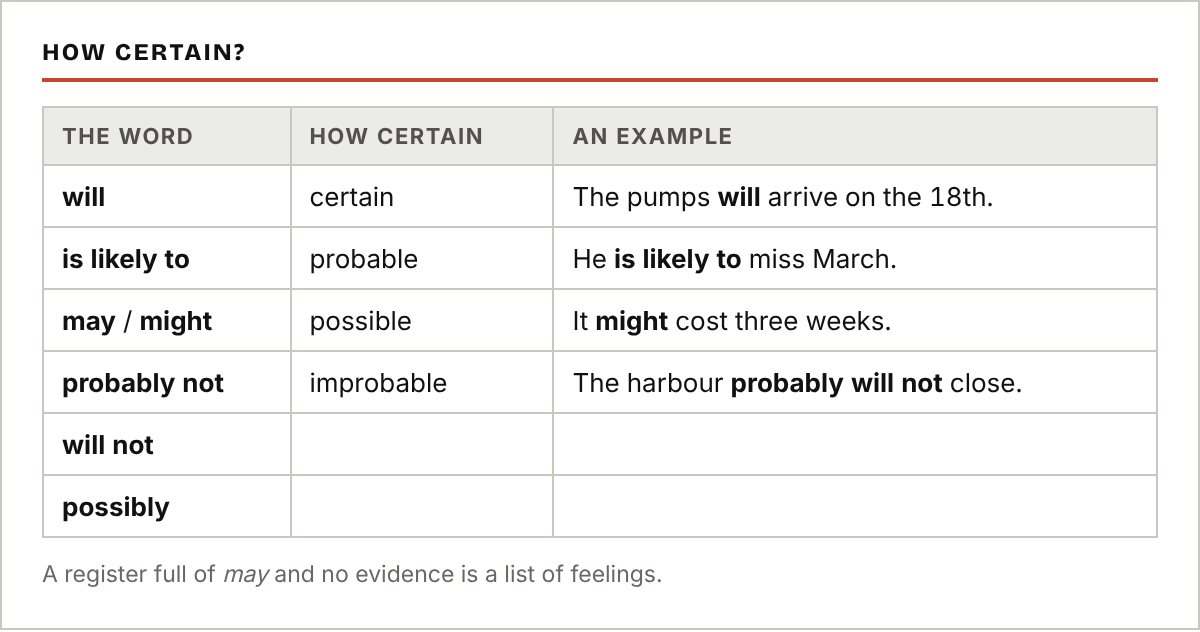 HOW CERTAIN?
THE WORD HOW CERTAIN AN EXAMPLE
will certain The pumps will arrive on the 18th.
is likely to probable He is likely to miss March.
may / might possible It might cost three weeks.
probably not improbable The harbour probably will not close.
will not
possibly
A register full of may and no evidence is a list of feelings.